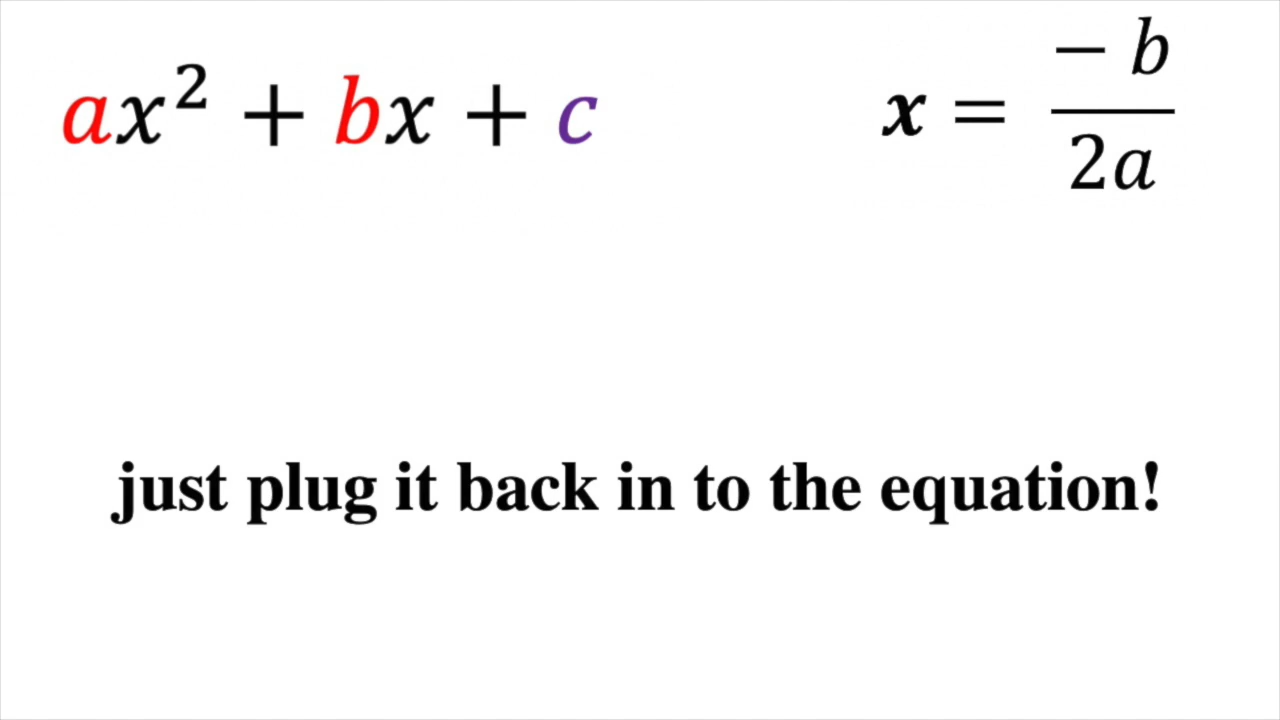 ax² + bx + c
x = − b / 2a
just plug it back in to the equation!